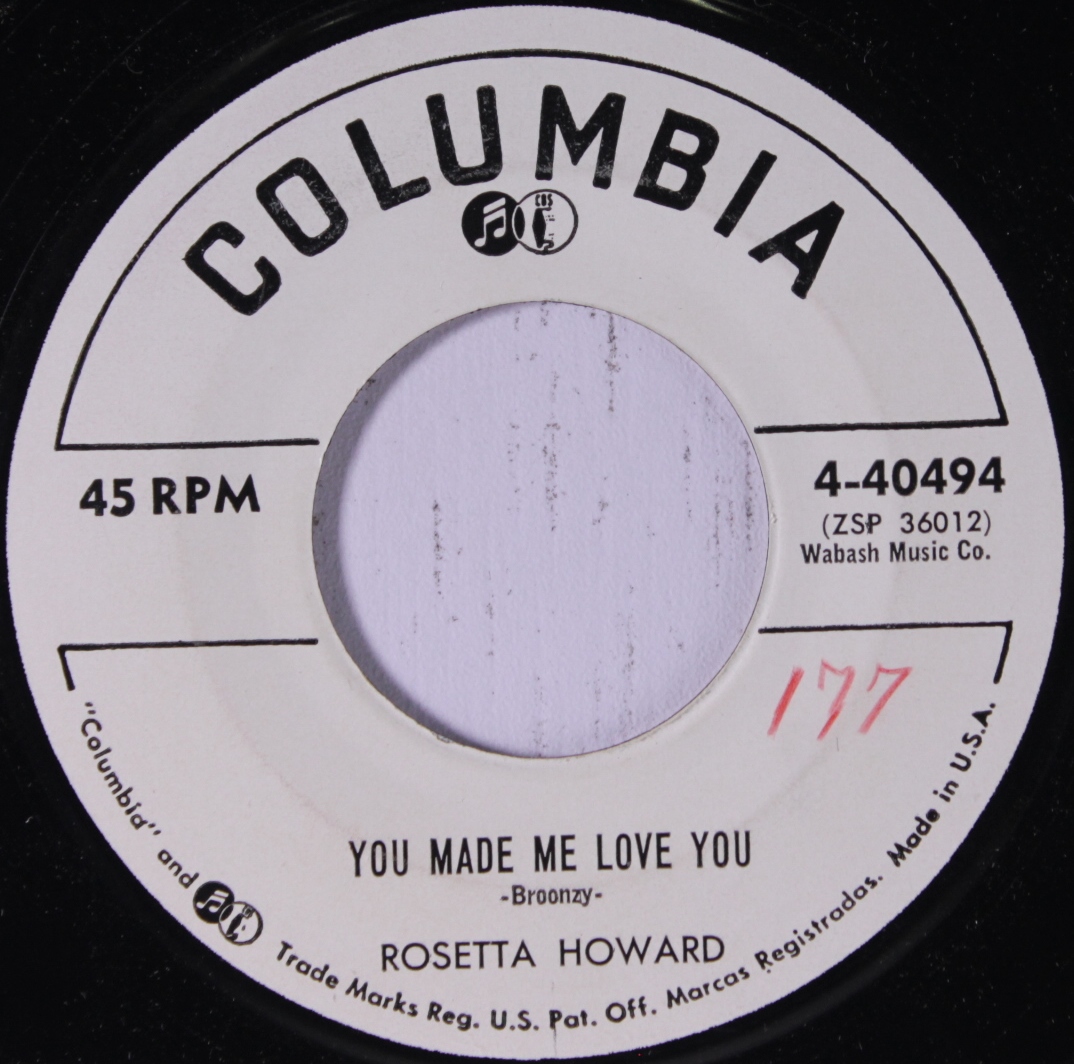 COLUMBIA
CBS
45 RPM
4-40494
(ZSP 36012)
Wabash Music Co.
177
YOU MADE ME LOVE YOU
-Broonzy-
ROSETTA HOWARD
"Columbia" and Trade Marks Reg. U.S. Pat. Off. Marcas Registradas. Made in U.S.A.